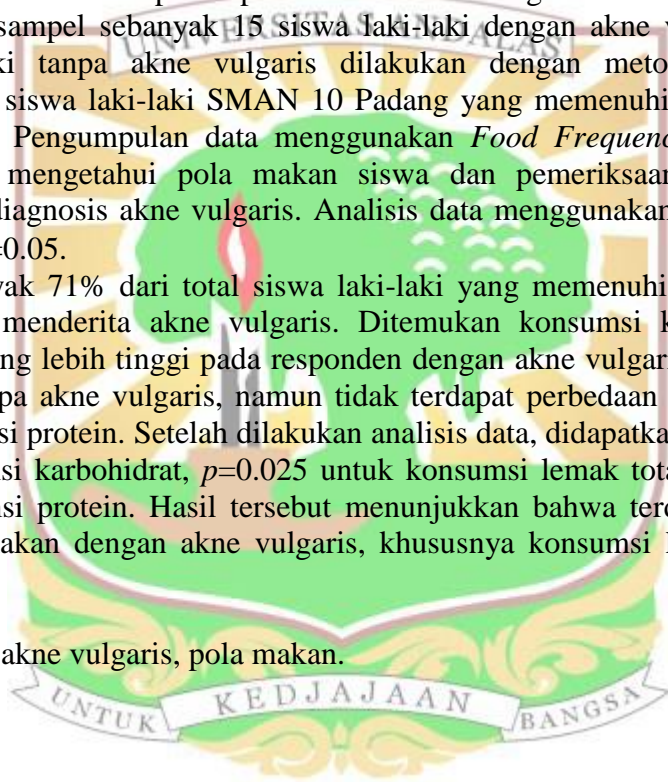 sampel sebanyak 15 siswa laki-laki dengan akne
UNIVERSITAS ANDALAS
ki tanpa akne vulgaris dilakukan dengan meto
siswa laki-laki SMAN 10 Padang yang memenuhi
Pengumpulan data menggunakan Food Frequenc
mengetahui pola makan siswa dan pemeriksaan
diagnosis akne vulgaris. Analisis data menggunakan
=0.05.
yak 71% dari total siswa laki-laki yang memenuhi
menderita akne vulgaris. Ditemukan konsumsi k
ng lebih tinggi pada responden dengan akne vulgari
pa akne vulgaris, namun tidak terdapat perbedaan
si protein. Setelah dilakukan analisis data, didapatka
si karbohidrat, p=0.025 untuk konsumsi lemak tota
si protein. Hasil tersebut menunjukkan bahwa terd
akan dengan akne vulgaris, khususnya konsumsi
akne vulgaris, pola makan.
UNTUK KEDJAJAAN BANGSA